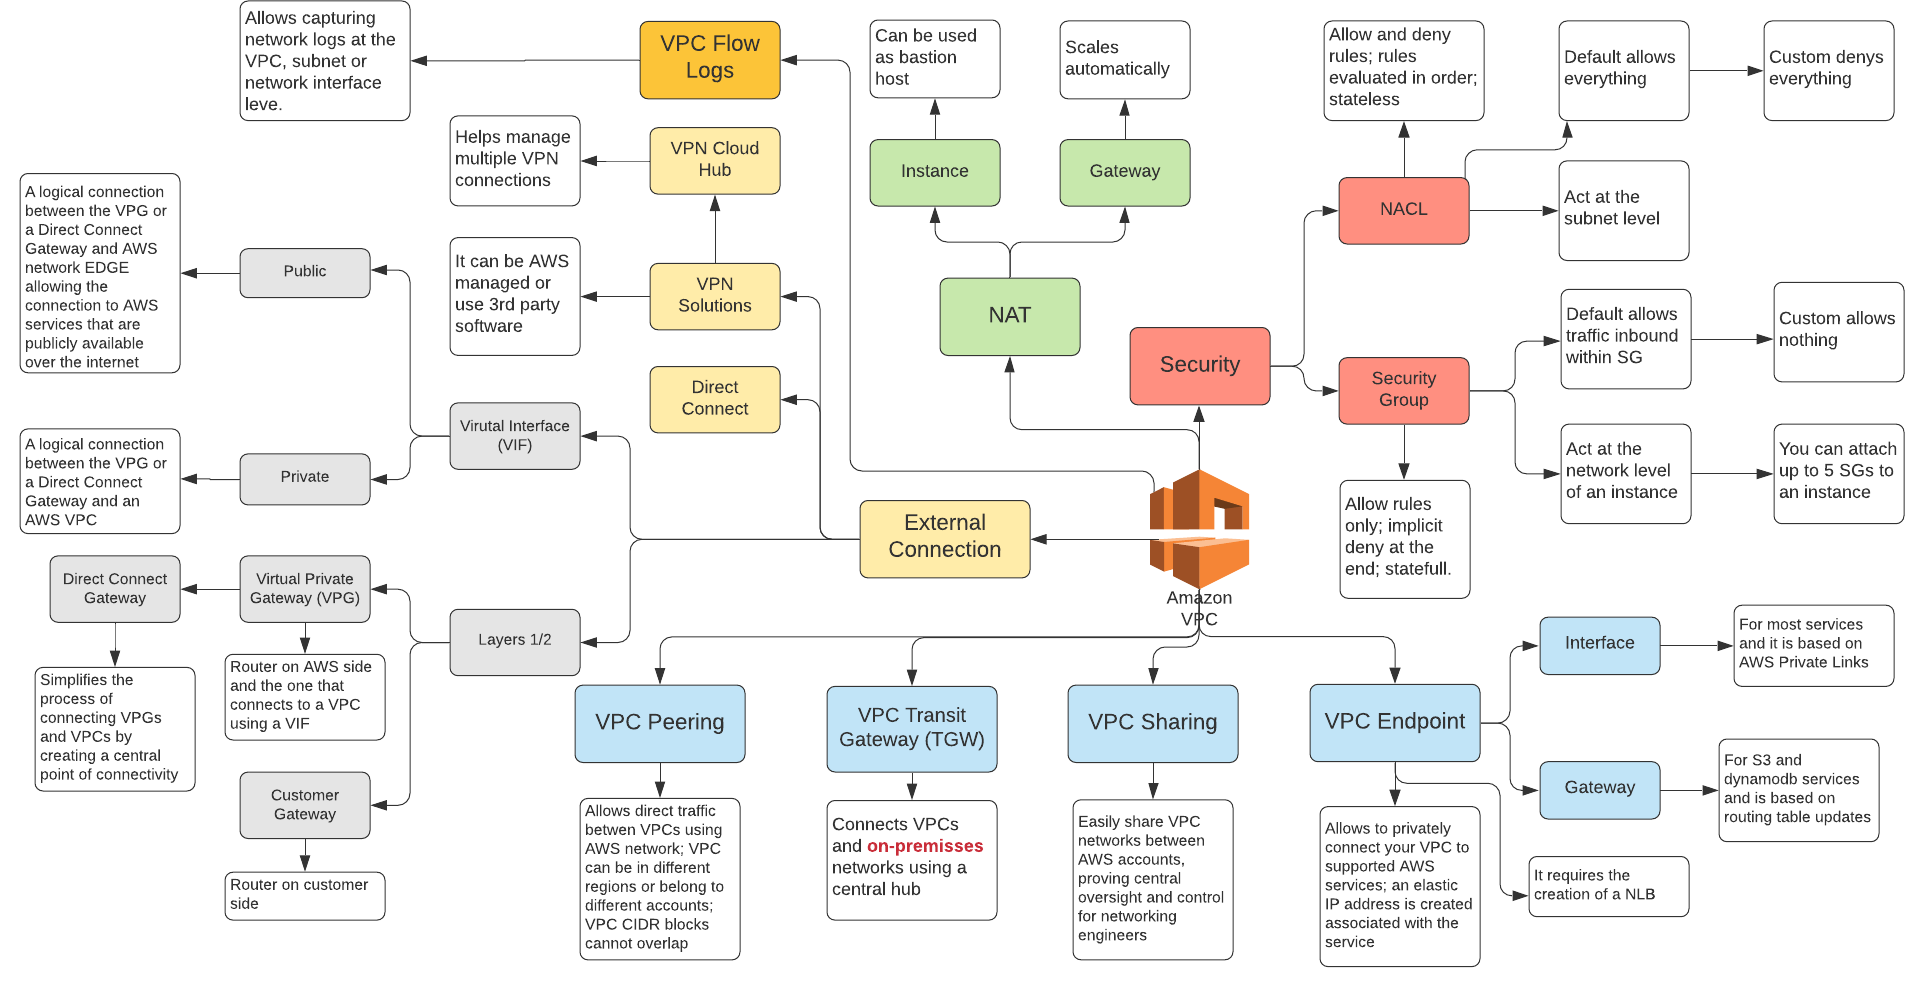 Allows capturing
network logs at the
VPC, subnet or
network interface
leve.
VPC Flow
Logs
Can be used
as bastion
host
Scales
automatically
Allow and deny
rules; rules
evaluated in order;
stateless
Default allows
everything
Custom denys
everything
Helps manage
multiple VPN
connections
VPN Cloud
Hub
Instance
Gateway
NACL
Act at the
subnet level
A logical connection
between the VPG or
a Direct Connect
Gateway and AWS
network EDGE
allowing the
connection to AWS
services that are
publicly available
over the internet
Public
It can be AWS
managed or
use 3rd party
software
VPN
Solutions
NAT
Security
Default allows
traffic inbound
within SG
Custom allows
nothing
Direct
Connect
Security
Group
Virutal Interface
(VIF)
A logical connection
between the VPG or
a Direct Connect
Gateway and an
AWS VPC
Private
Act at the
network level
of an instance
You can attach
up to 5 SGs to
an instance
Allow rules
only; implicit
deny at the
end; statefull.
External
Connection
Amazon
VPC
Direct Connect
Gateway
Virtual Private
Gateway (VPG)
Layers 1/2
Simplifies the
process of
connecting VPGs
and VPCs by
creating a central
point of connectivity
Router on AWS side
and the one that
connects to a VPC
using a VIF
Customer
Gateway
Router on customer
side
VPC Peering
VPC Transit
Gateway (TGW)
VPC Sharing
VPC Endpoint
Interface
For most services
and it is based on
AWS Private Links
Gateway
For S3 and
dynamodb services
and is based on
routing table updates
Allows direct traffic
betwen VPCs using
AWS network; VPC
can be in different
regions or belong to
different accounts;
VPC CIDR blocks
cannot overlap
Connects VPCs
and on-premisses
networks using a
central hub
Easily share VPC
networks between
AWS accounts,
proving central
oversight and control
for networking
engineers
Allows to privately
connect your VPC to
supported AWS
services; an elastic
IP address is created
associated with the
service
It requires the
creation of a NLB